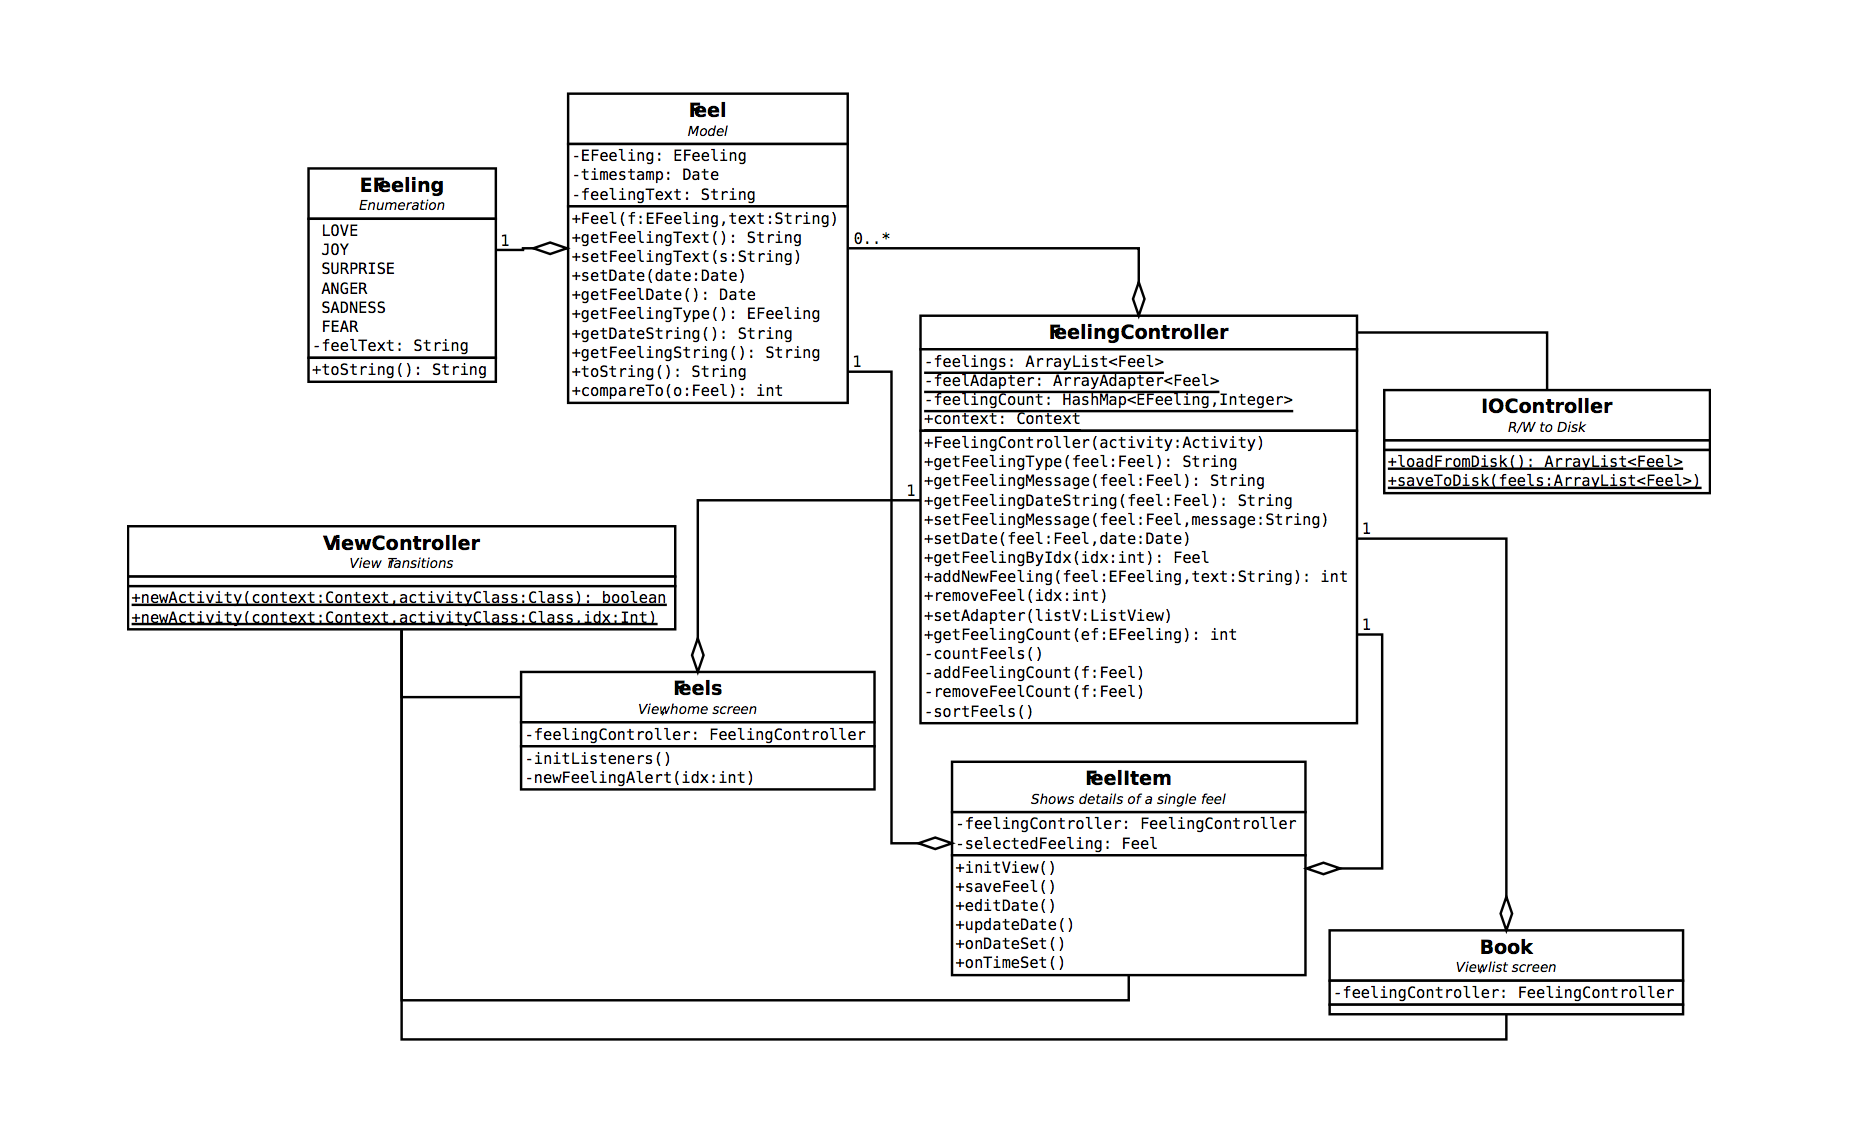 Feel
Model
-EFeeling: EFeeling
-timestamp: Date
-feelingText: String
+Feel(f:EFeeling,text:String)
+getFeelingText(): String
+setFeelingText(s:String)
+setDate(date:Date)
+getFeelDate(): Date
+getFeelingType(): EFeeling
+getDateString(): String
+getFeelingString(): String
+toString(): String
+compareTo(o:Feel): int
EFeeling
Enumeration
LOVE
JOY
SURPRISE
ANGER
SADNESS
FEAR
-feelText: String
+toString(): String
1
0..*
1
FeelingController
-feelings: ArrayList<Feel>
-feelAdapter: ArrayAdapter<Feel>
-feelingCount: HashMap<EFeeling,Integer>
+context: Context
+FeelingController(activity:Activity)
+getFeelingType(feel:Feel): String
+getFeelingMessage(feel:Feel): String
+getFeelingDateString(feel:Feel): String
+setFeelingMessage(feel:Feel,message:String)
+setDate(feel:Feel,date:Date)
+getFeelingByIdx(idx:int): Feel
+addNewFeeling(feel:EFeeling,text:String): int
+removeFeel(idx:int)
+setAdapter(listV:ListView)
+getFeelingCount(ef:EFeeling): int
-countFeels()
-addFeelingCount(f:Feel)
-removeFeelCount(f:Feel)
-sortFeels()
1
1
1
IOController
R/W to Disk
+loadFromDisk(): ArrayList<Feel>
+saveToDisk(feels:ArrayList<Feel>)
ViewController
View Tansitions
+newActivity(context:Context,activityClass:Class): boolean
+newActivity(context:Context,activityClass:Class,idx:Int)
Feels
View,home screen
-feelingController: FeelingController
-initListeners()
-newFeelingAlert(idx:int)
FeelItem
Shows details of a single feel
-feelingController: FeelingController
-selectedFeeling: Feel
+initView()
+saveFeel()
+editDate()
+updateDate()
+onDateSet()
+onTimeSet()
Book
View,list screen
-feelingController: FeelingController